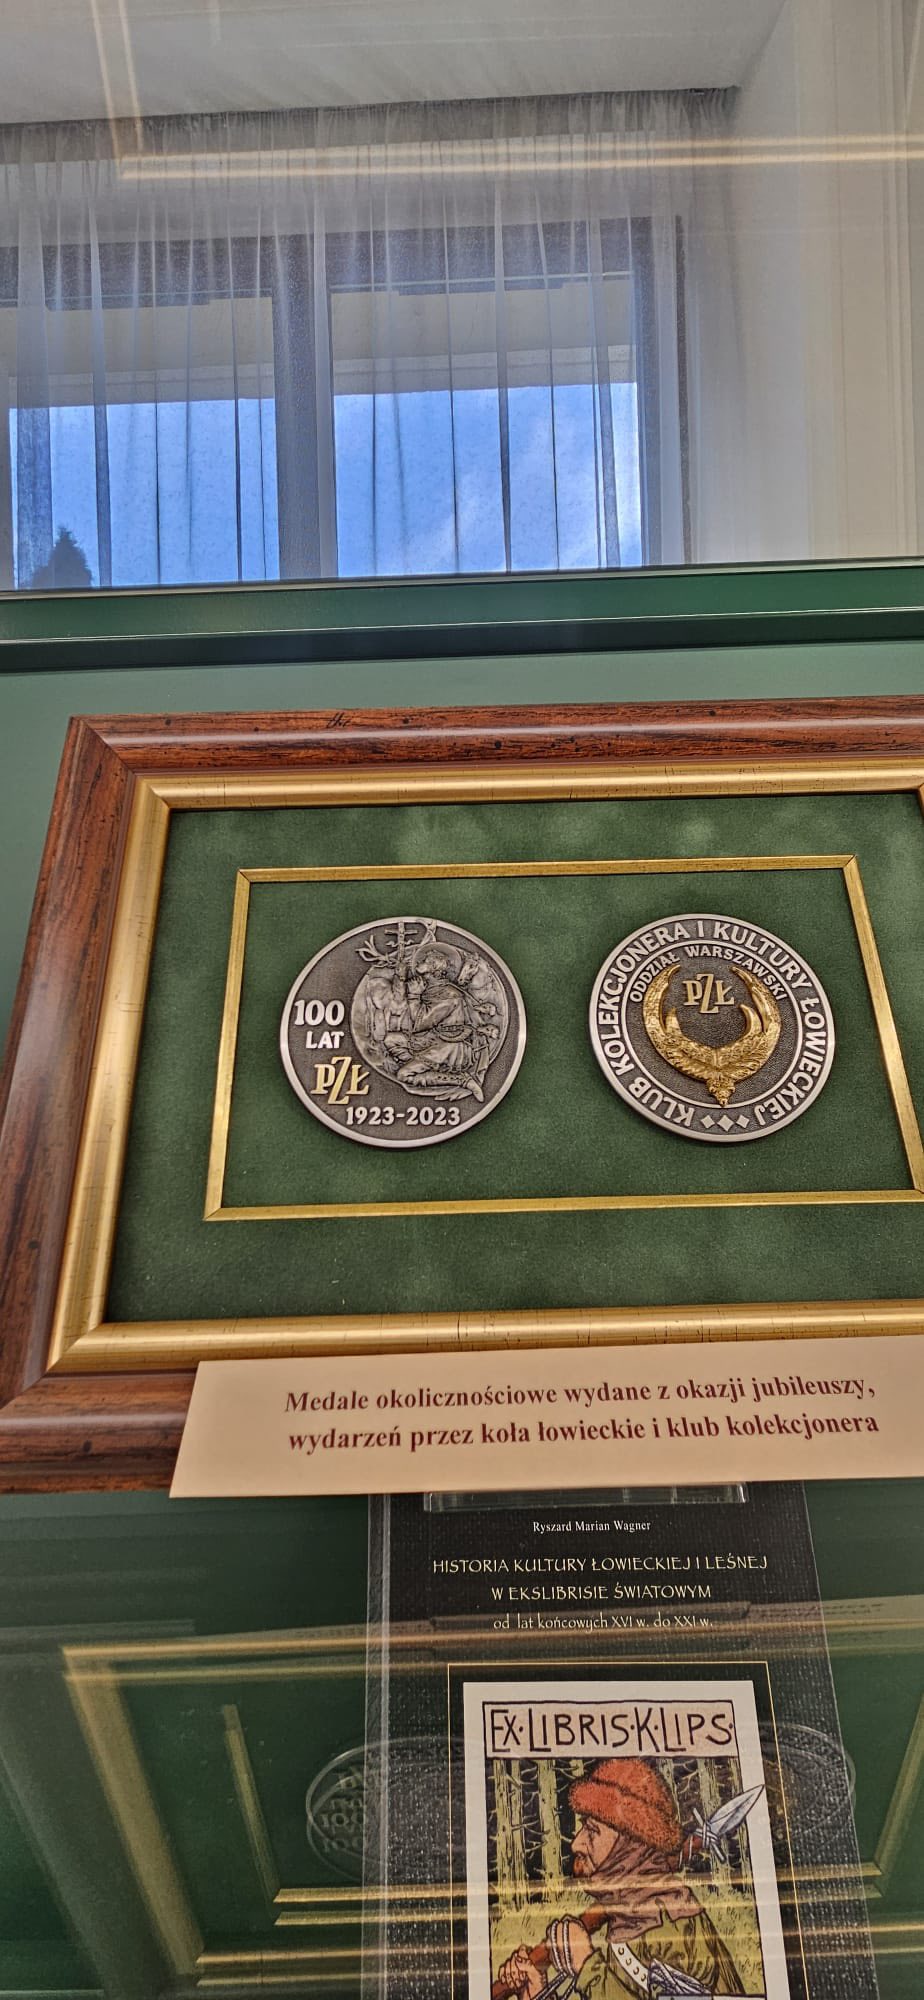 100
LAT
PZŁ
1923-2023
KLUB KOLEKCJONERA I KULTURY ŁOWIECKIEJ
ODDZIAŁ WARSZAWSKI
PZŁ
Medale okolicznościowe wydane z okazji jubileuszy,
wydarzeń przez koła łowieckie i klub kolekcjonera
Ryszard Marian Wagner
HISTORIA KULTURY ŁOWIECKIEJ I LEŚNEJ
W EKSLIBRISIE ŚWIATOWYM
od lat końcowych XVI w. do XXI w.
EX·LIBRIS·K·LIPS·